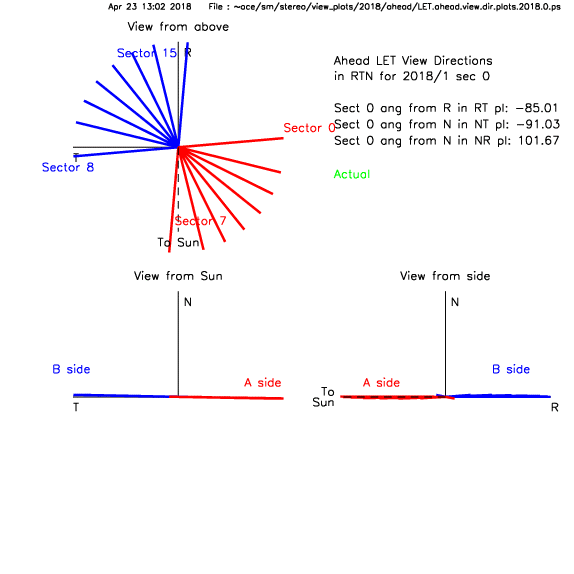 Apr 23 13:02 2018 File : ~ace/sm/stereo/view_plots/2018/ahead/LET.ahead.view.dir.plots.2018.0.ps
View from above
Sector 15 R
Ahead LET View Directions
in RTN for 2018/1 sec 0
Sect 0 ang from R in RT pl: -85.01
Sector 0
Sect 0 ang from N in NT pl: -91.03
Sect 0 ang from N in NR pl: 101.67
T
Sector 8
Actual
Sector 7
To Sun
View from Sun
View from side
N
N
B side
A side
T
B side
A side
To
Sun
R